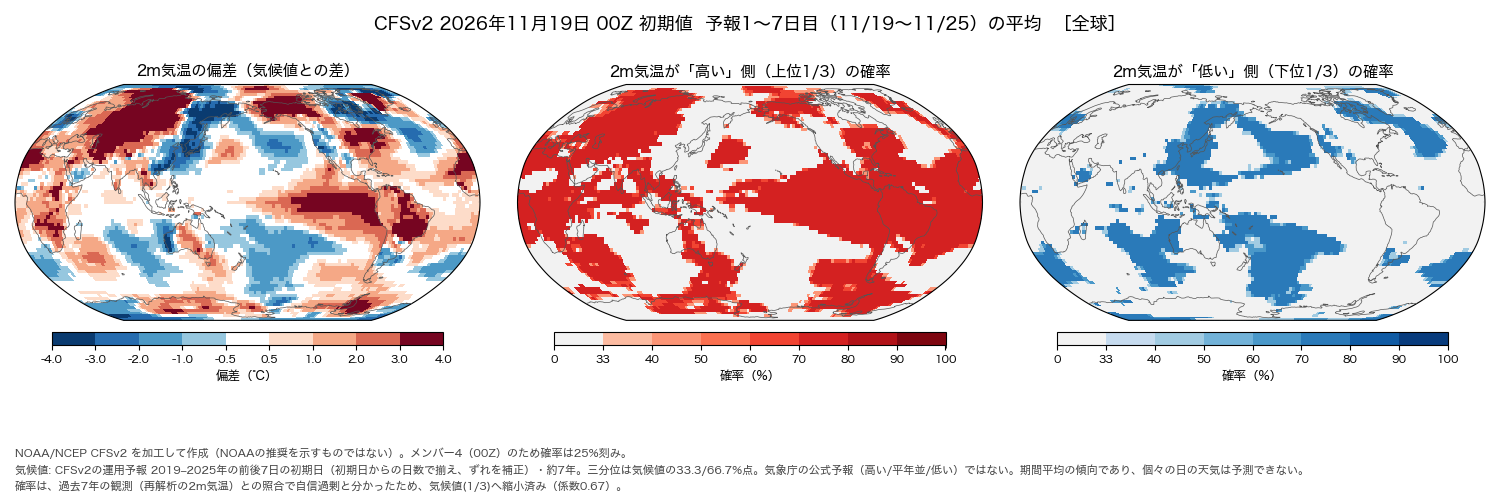 CFSv2 2026年11月19日 00Z 初期値 予報1〜7日目（11/19〜11/25）の平均 ［全球］
2m気温の偏差（気候値との差）
2m気温が「高い」側（上位1/3）の確率
2m気温が「低い」側（下位1/3）の確率
-4.0 -3.0 -2.0 -1.0 -0.5 0.5 1.0 2.0 3.0 4.0
偏差（℃）
0 33 40 50 60 70 80 90 100
確率（%）
0 33 40 50 60 70 80 90 100
確率（%）
NOAA/NCEP CFSv2 を加工して作成（NOAAの推奨を示すものではない）。メンバー4（00Z）のため確率は25%刻み。
気候値: CFSv2の運用予報 2019–2025年の前後7日の初期日（初期日からの日数で揃え、ずれを補正）・約7年。三分位は気候値の33.3/66.7%点。気象庁の公式予報（高い/平年並/低い）ではない。期間平均の傾向であり、個々の日の天気は予測できない。
確率は、過去7年の観測（再解析の2m気温）との照合で自信過剰と分かったため、気候値(1/3)へ縮小済み（係数0.67）。